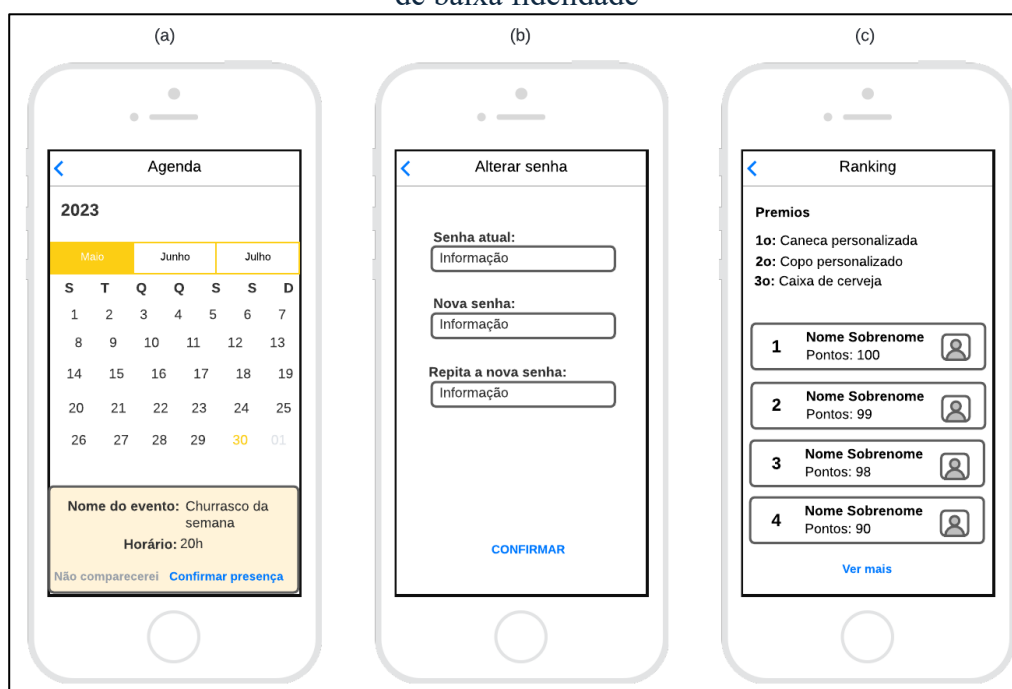 de baixa fidelidade
(a)
Agenda
2023
Maio Junho Julho
S T Q Q S S D
1 2 3 4 5 6 7
8 9 10 11 12 13
14 15 16 17 18 19
20 21 22 23 24 25
26 27 28 29 30 01
Nome do evento: Churrasco da
semana
Horário: 20h
Não comparecerei Confirmar presença
(b)
Alterar senha
Senha atual:
Informação
Nova senha:
Informação
Repita a nova senha:
Informação
CONFIRMAR
(c)
Ranking
Premios
1o: Caneca personalizada
2o: Copo personalizado
3o: Caixa de cerveja
1 Nome Sobrenome
Pontos: 100
2 Nome Sobrenome
Pontos: 99
3 Nome Sobrenome
Pontos: 98
4 Nome Sobrenome
Pontos: 90
Ver mais